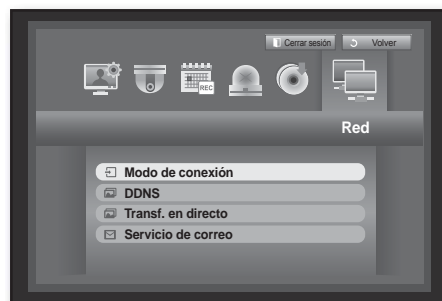 Cerrar sesión Volver
REC
Red
Modo de conexión
DDNS
Transf. en directo
Servicio de correo